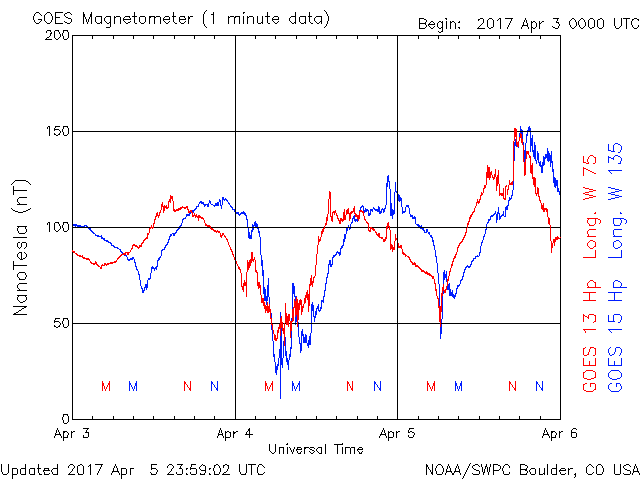 GOES Magnetometer (1 minute data)
Begin: 2017 Apr 3 0000 UTC
200
150
100
50
0
NanoTesla (nT)
M M N N M M N N M M N N
Apr 3 Apr 4 Apr 5 Apr 6
Universal Time
GOES 13 Hp Long. W 75
GOES 15 Hp Long. W 135
Updated 2017 Apr 5 23:59:02 UTC
NOAA/SWPC Boulder, CO USA